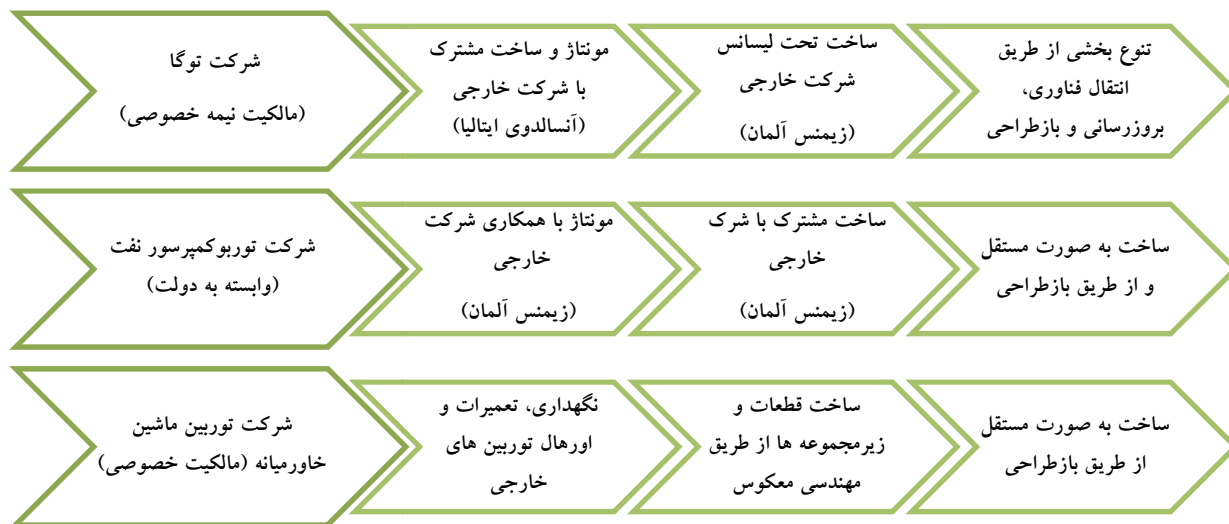 شرکت توگا
(مالکیت نیمه خصوصی)
مونتاژ و ساخت مشترک
با شرکت خارجی
(آنسالدوی ایتالیا)
ساخت تحت لیسانس
شرکت خارجی
(زیمنس آلمان)
تنوع بخشی از طریق
انتقال فناوری،
بروزرسانی و بازطراحی
شرکت توربوکمپرسور نفت
(وابسته به دولت)
مونتاژ با همکاری شرکت
خارجی
(زیمنس آلمان)
ساخت مشترک با شرک
خارجی
(زیمنس آلمان)
ساخت به صورت مستقل
و از طریق بازطراحی
شرکت توربین ماشین
خاورمیانه (مالکیت خصوصی)
نگهداری، تعمیرات و
اورهال توربین های
خارجی
ساخت قطعات و
زیرمجموعه ها از طریق
مهندسی معکوس
ساخت به صورت مستقل
از طریق بازطراحی